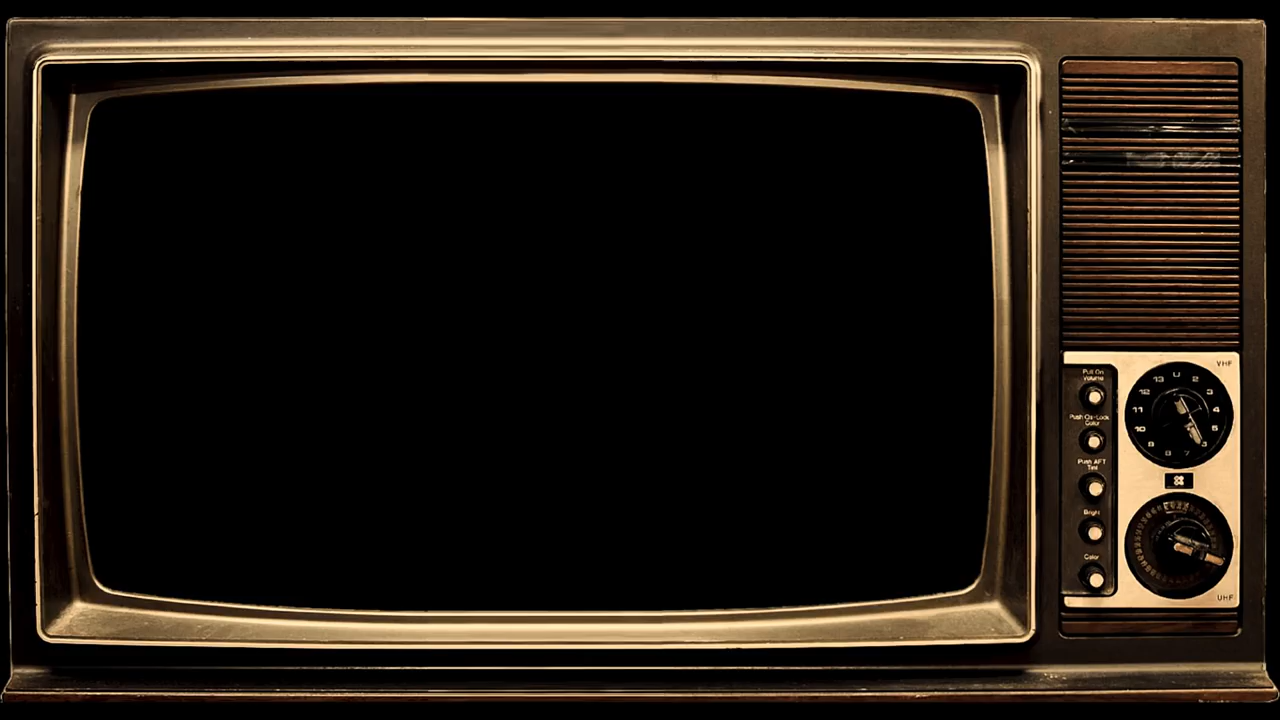 VHF
Pull On
Volume
U
13
2
12
3
11
4
10
5
9
8
7
Push On-Lock
Color
Push AFT
Tint
Bright
Color
UHF